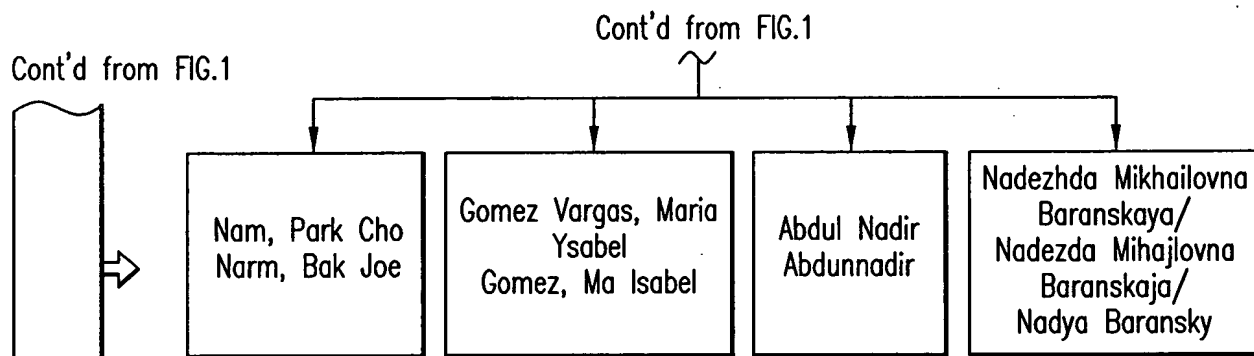 Cont'd from FIG.1
Cont'd from FIG.1
Nam, Park Cho
Narm, Bak Joe
Gomez Vargas, Maria
Ysabel
Gomez, Ma Isabel
Abdul Nadir
Abdunnadir
Nadezhda Mikhailovna
Baranskaya/
Nadezda Mihajlovna
Baranskaja/
Nadya Baransky